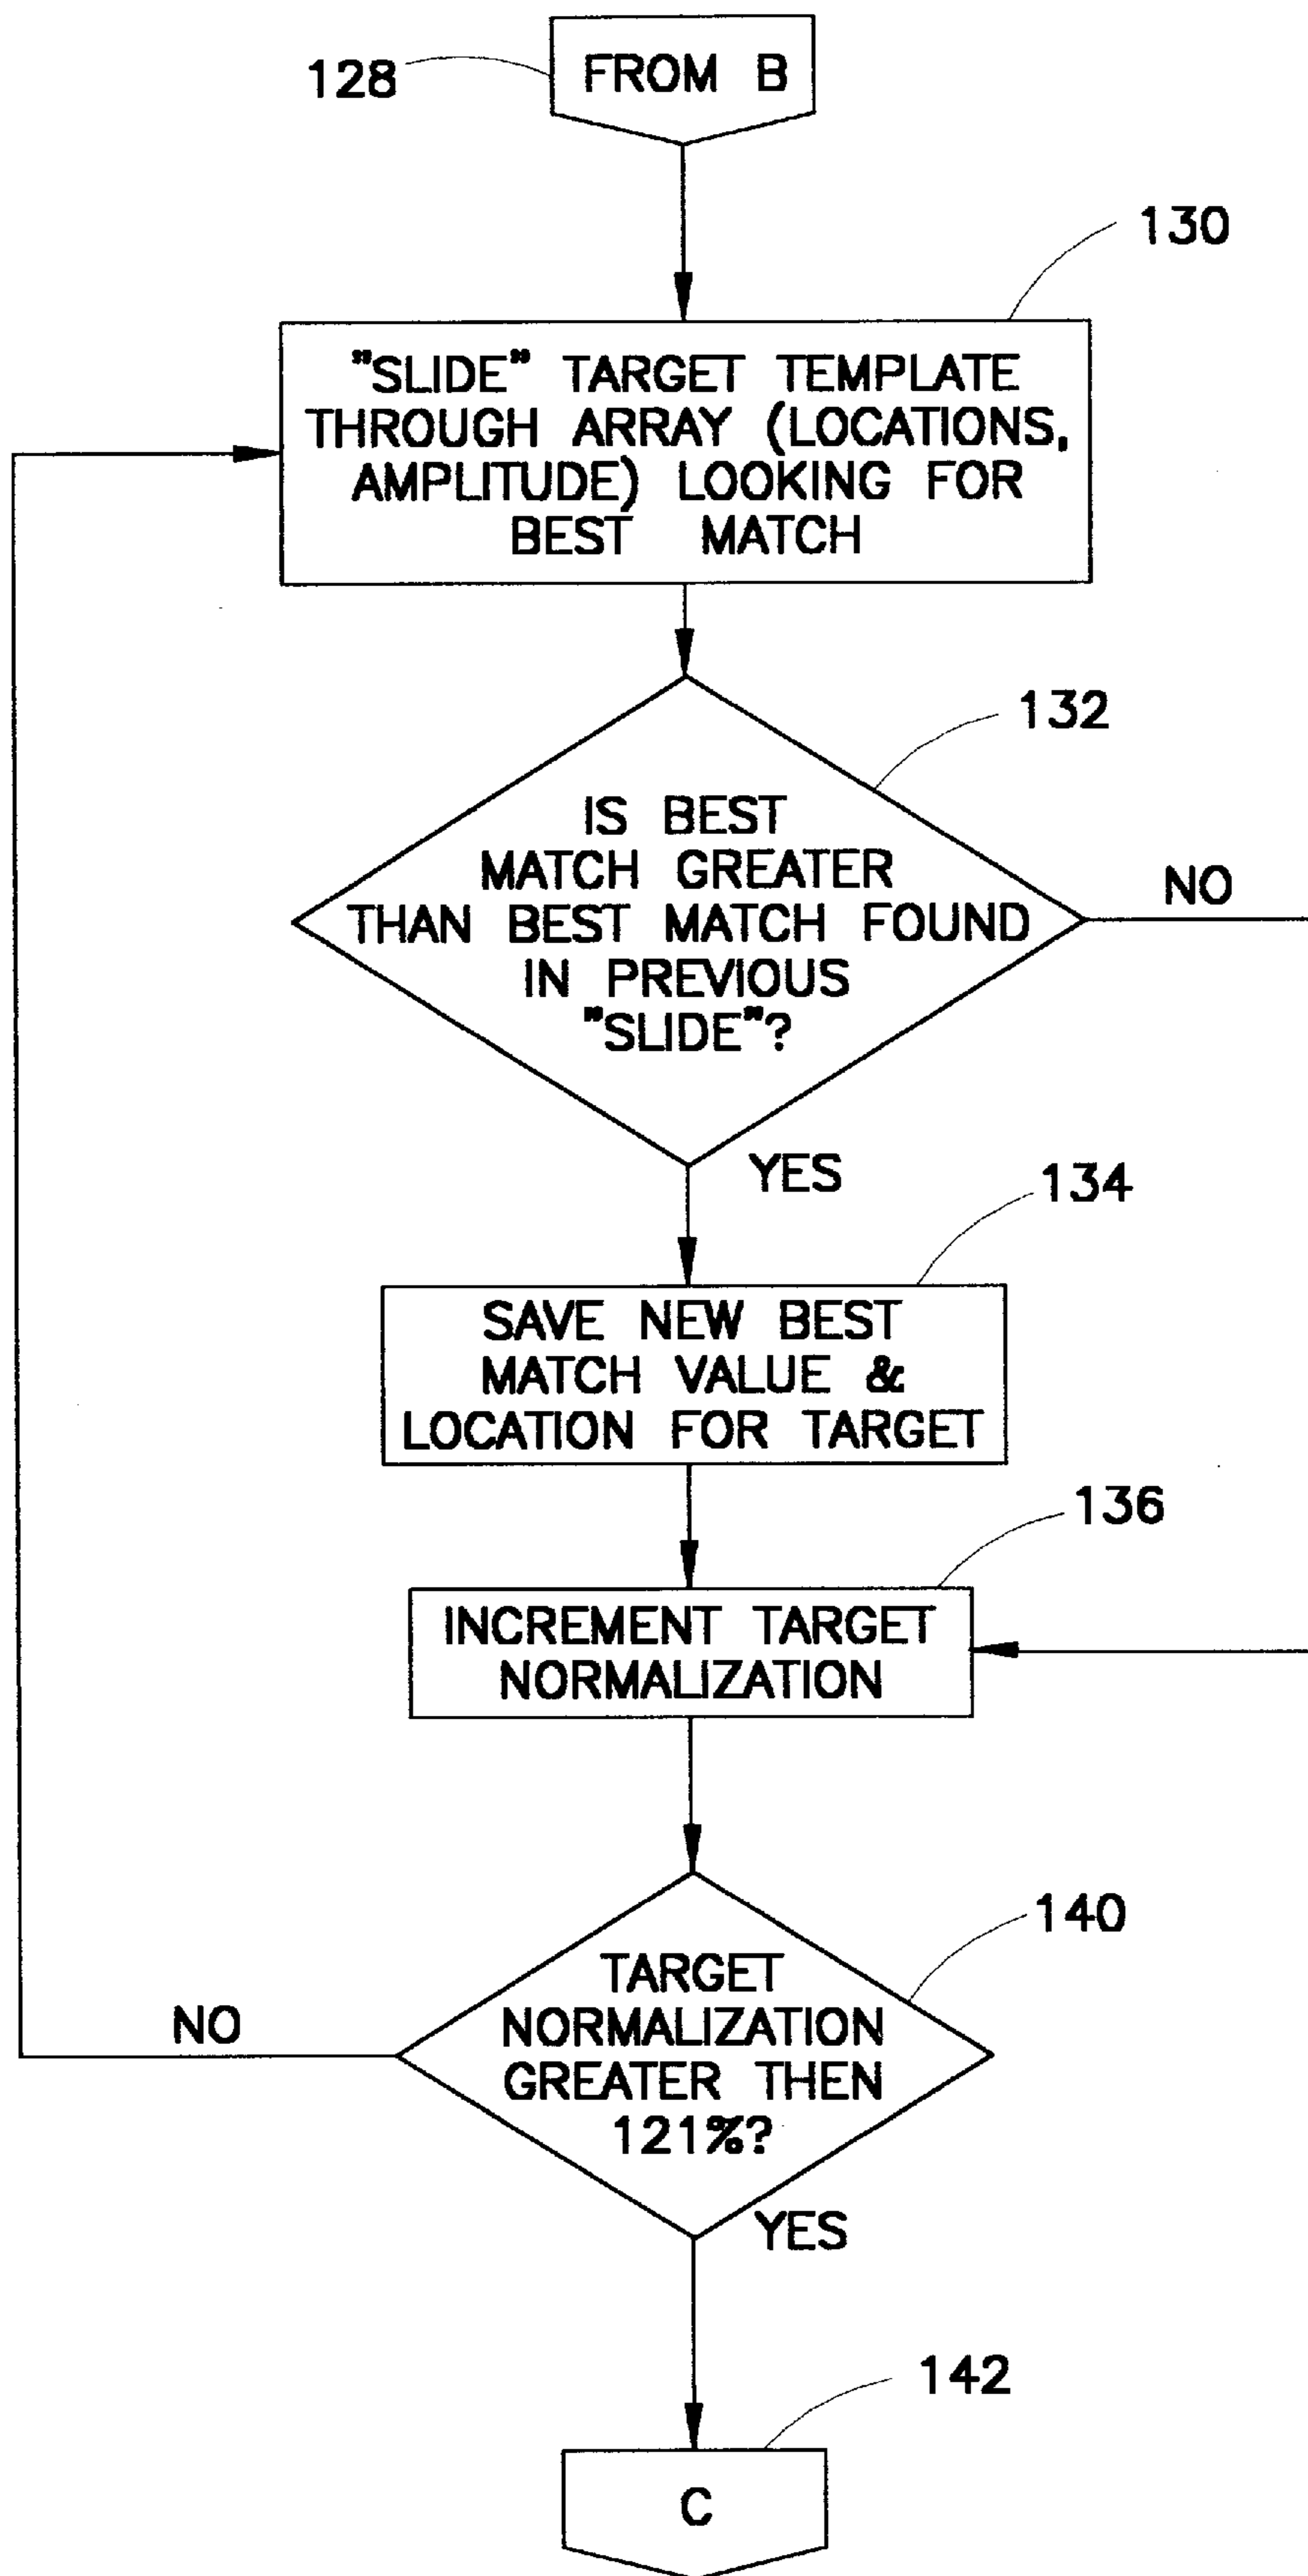 FROM B
128
130
"SLIDE" TARGET TEMPLATE
THROUGH ARRAY (LOCATIONS,
AMPLITUDE) LOOKING FOR
BEST MATCH
132
IS BEST
MATCH GREATER
THAN BEST MATCH FOUND
IN PREVIOUS
"SLIDE"?
NO
YES
134
SAVE NEW BEST
MATCH VALUE &
LOCATION FOR TARGET
136
INCREMENT TARGET
NORMALIZATION
140
TARGET
NORMALIZATION
GREATER THEN
121%?
NO
YES
142
C